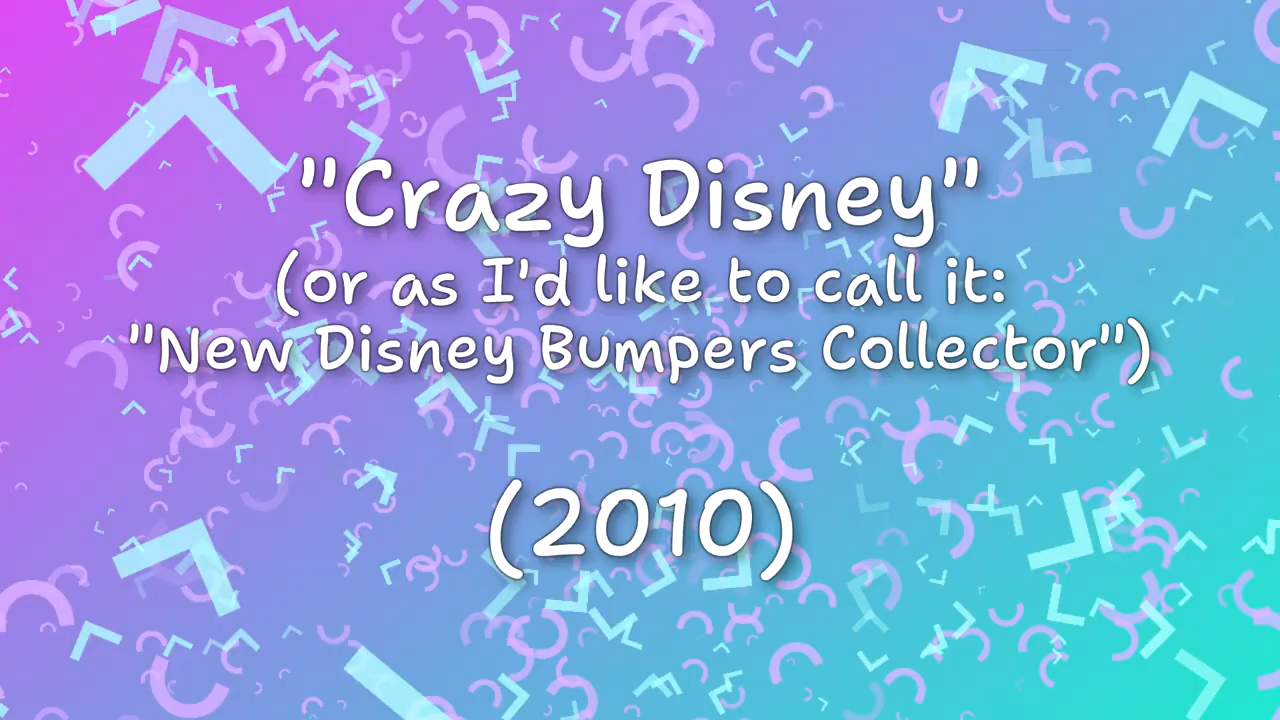 "Crazy Disney"
(or as I'd like to call it:
"New Disney Bumpers Collector")
(2010)